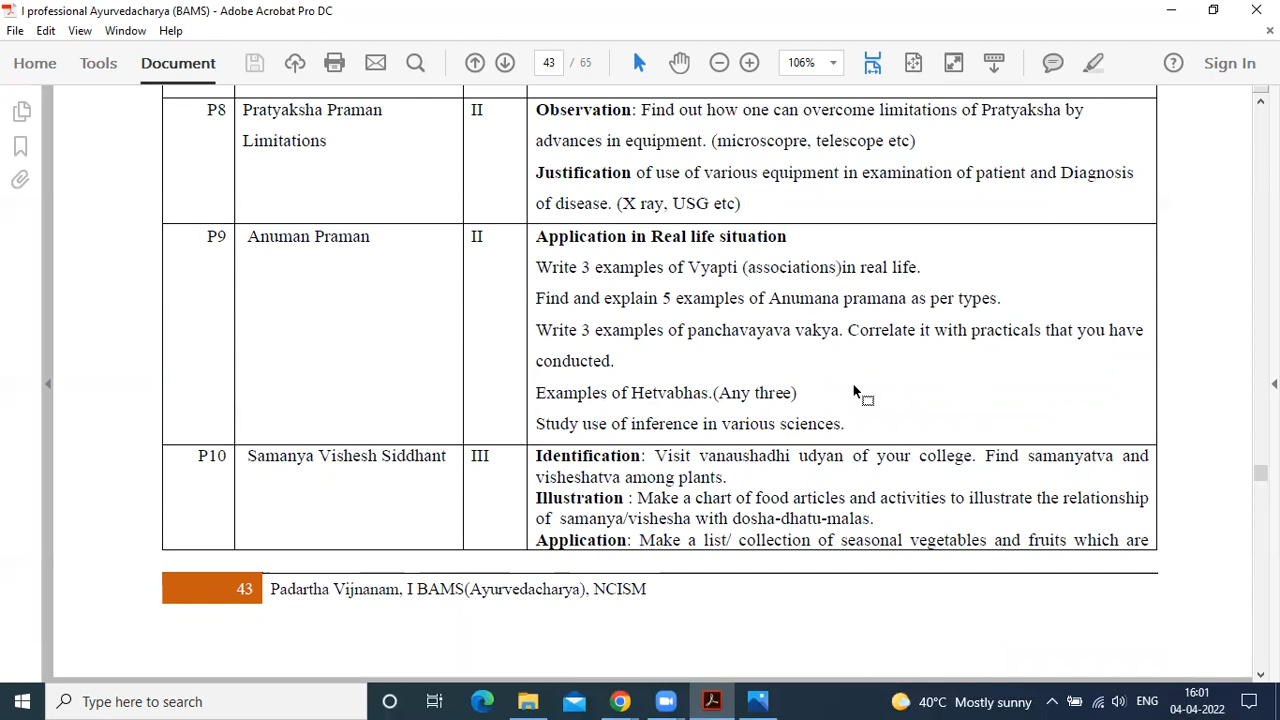 I professional Ayurvedacharya (BAMS) - Adobe Acrobat Pro DC
File Edit View Window Help
Home Tools Document 43 / 65 106% Sign In
P8 Pratyaksha Praman Limitations II Observation: Find out how one can overcome limitations of Pratyaksha by
advances in equipment. (microscopre, telescope etc)
Justification of use of various equipment in examination of patient and Diagnosis
of disease. (X ray, USG etc)
P9 Anuman Praman II Application in Real life situation
Write 3 examples of Vyapti (associations)in real life.
Find and explain 5 examples of Anumana pramana as per types.
Write 3 examples of panchavayava vakya. Correlate it with practicals that you have
conducted.
Examples of Hetvabhas.(Any three)
Study use of inference in various sciences.
P10 Samanya Vishesh Siddhant III Identification: Visit vanaushadhi udyan of your college. Find samanyatva and
visheshatva among plants.
Illustration : Make a chart of food articles and activities to illustrate the relationship
of samanya/vishesha with dosha-dhatu-malas.
Application: Make a list/ collection of seasonal vegetables and fruits which are
43 Padartha Vijnanam, I BAMS(Ayurvedacharya), NCISM
Type here to search 40°C Mostly sunny ENG 16:01
04-04-2022